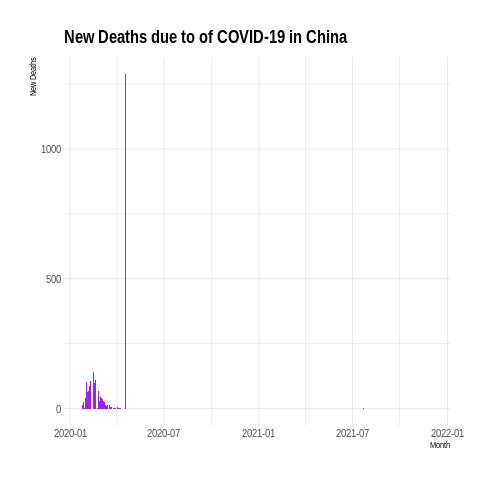 New Deaths due to of COVID-19 in China
New Deaths
1000
500
0
2020-01 2020-07 2021-01 2021-07 2022-01
Month